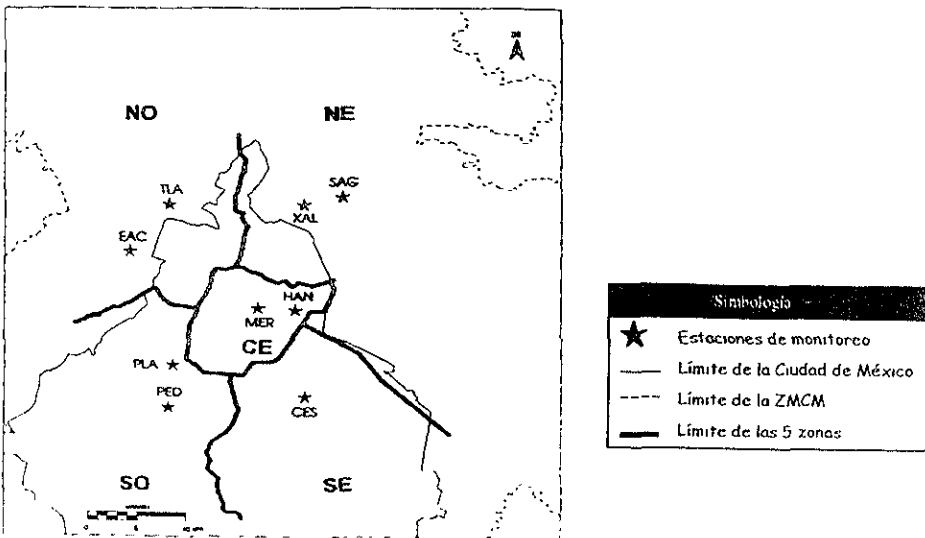 NO
NE
TLA
SAG
XAL
EAC
HAN
MER
CE
PLA
PED
CES
SO
SE
Simbología
Estaciones de monitoreo
Límite de la Ciudad de México
Límite de la ZMCM
Límite de las 5 zonas